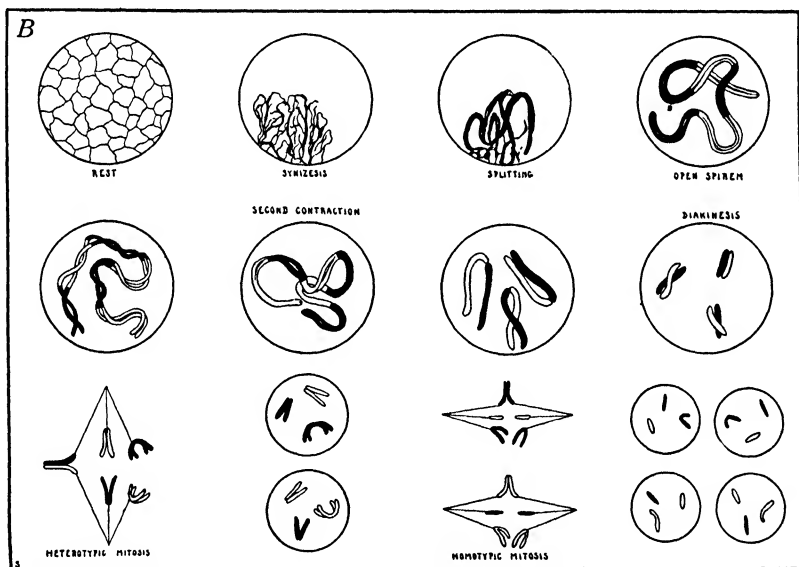 B
REST
SYNIZESIS
SPLITTING
OPEN SPIREM
SECOND CONTRACTION
DIAKINESIS
HETEROTYPIC MITOSIS
HOMOTYPIC MITOSIS
S